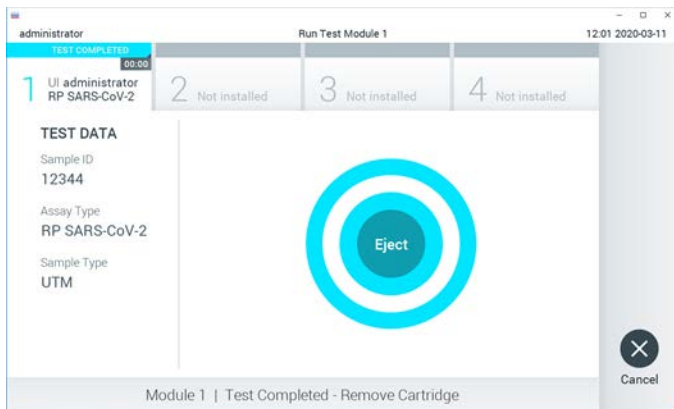 administrator Run Test Module 1 12:01 2020-03-11
TEST COMPLETED
00:00
1 UI administrator
RP SARS-CoV-2
2 Not installed
3 Not installed
4 Not installed
TEST DATA
Sample ID
12344
Assay Type
RP SARS-CoV-2
Sample Type
UTM
Eject
Cancel
Module 1 | Test Completed - Remove Cartridge